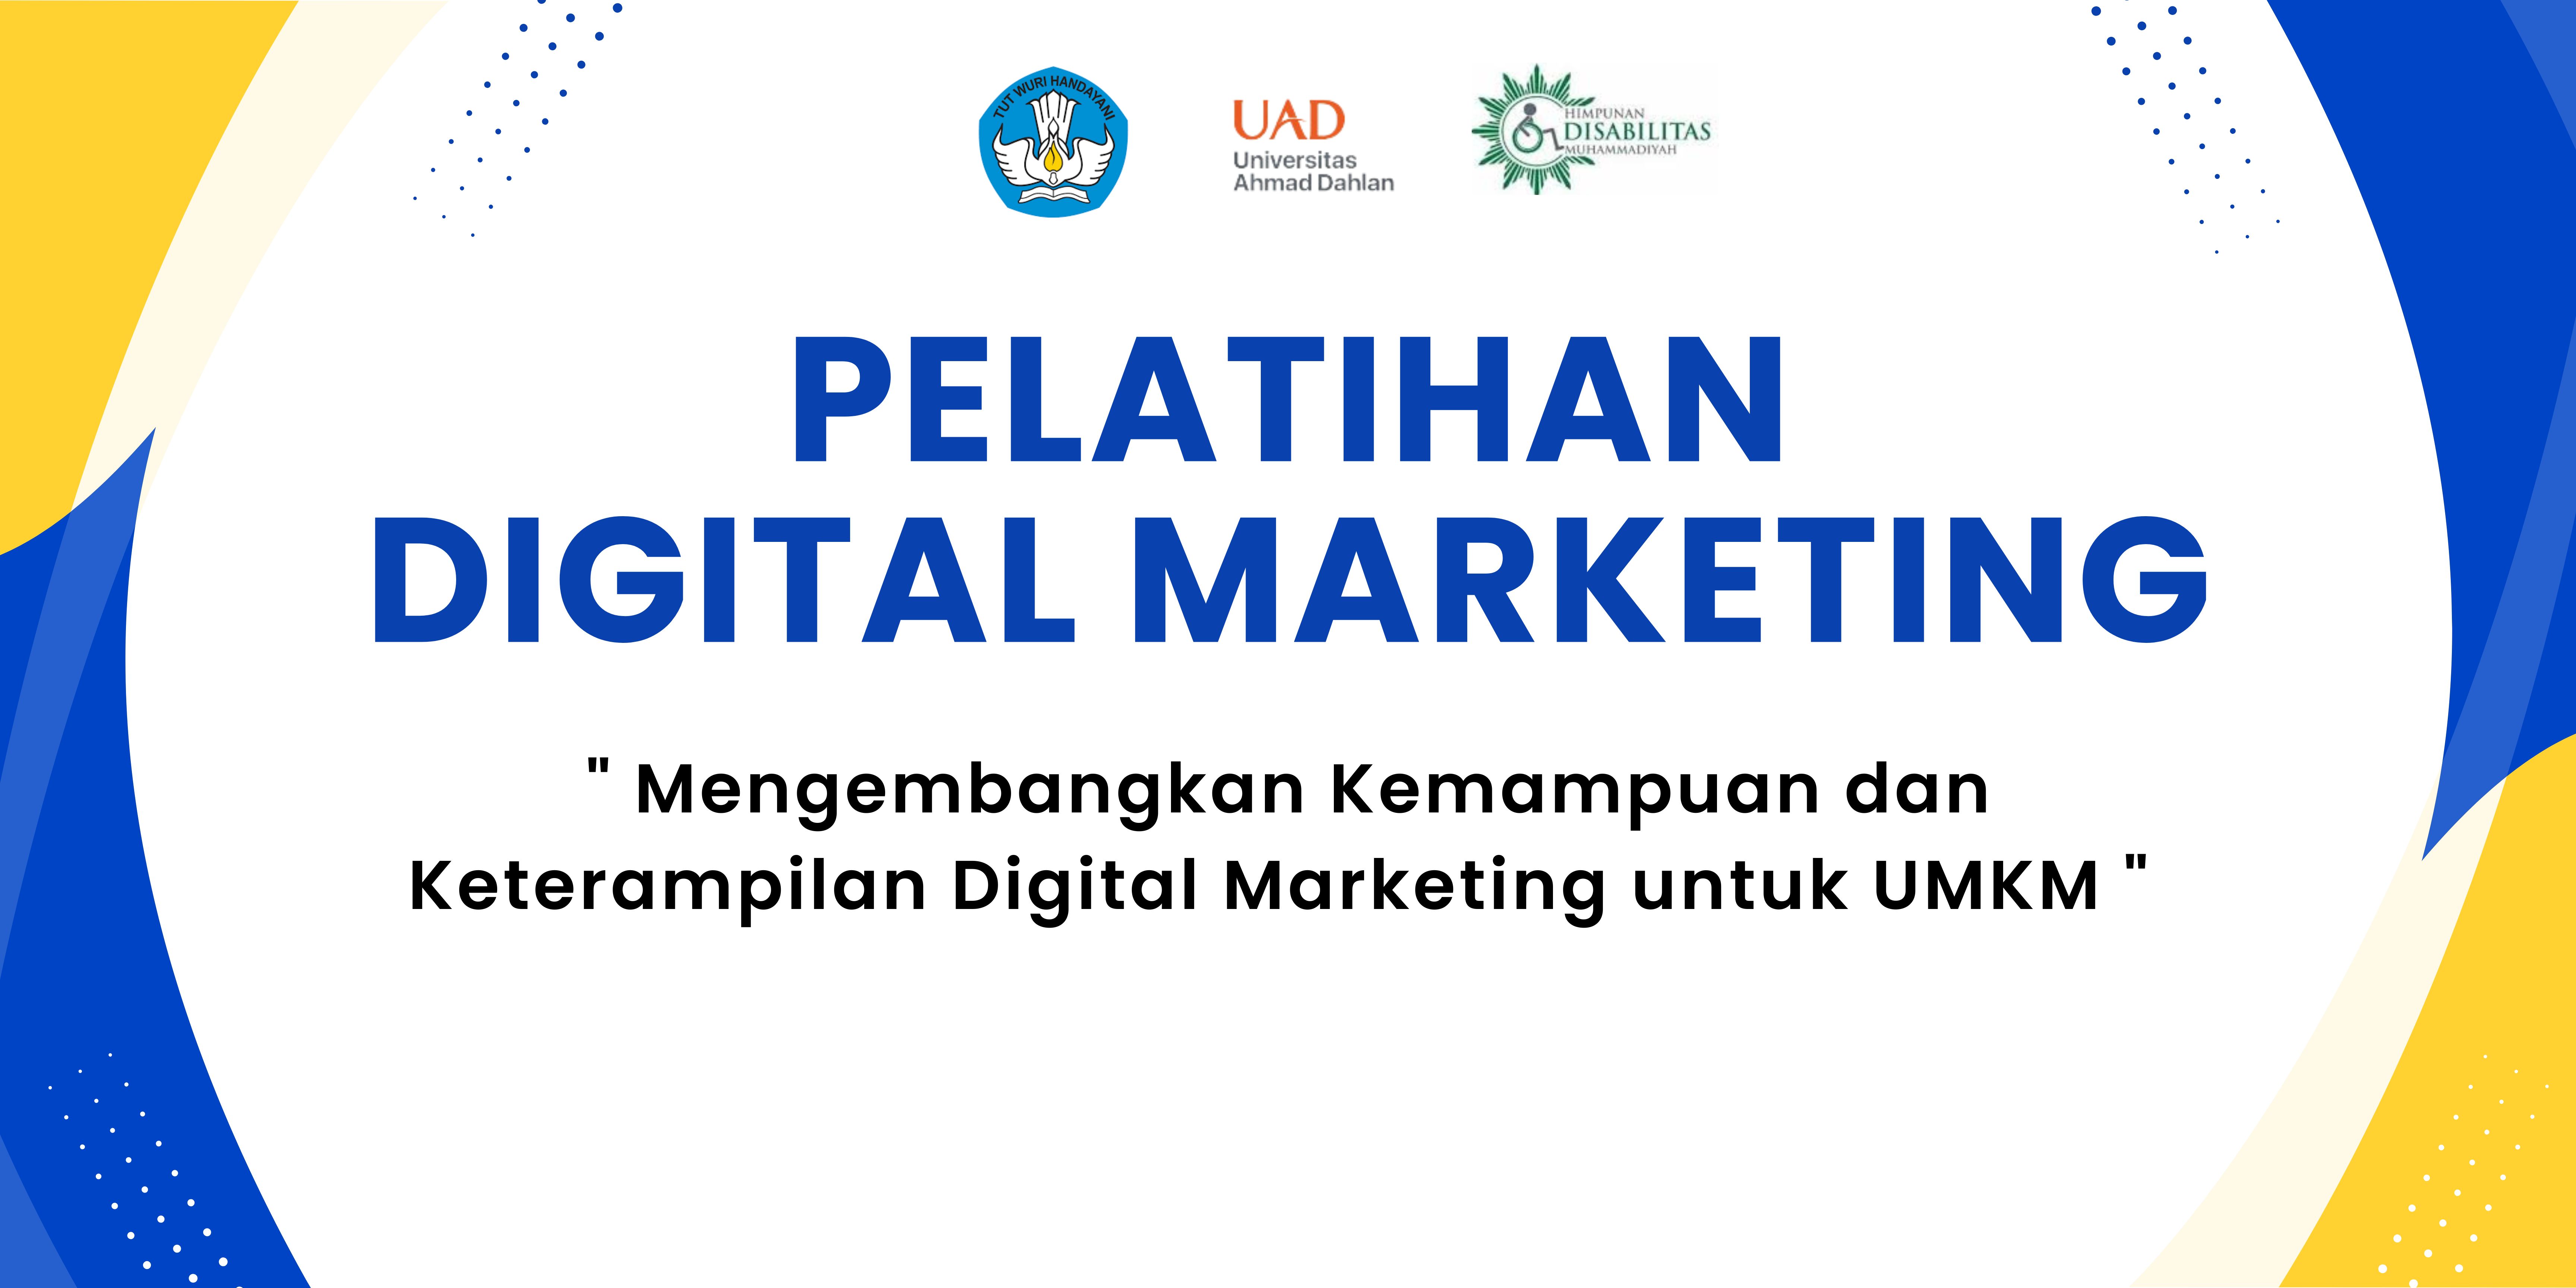 TUT WURI HANDAYANI
UAD
Universitas
Ahmad Dahlan
HIMPUNAN
DISABILITAS
MUHAMMADIYAH
PELATIHAN
DIGITAL MARKETING
" Mengembangkan Kemampuan dan
Keterampilan Digital Marketing untuk UMKM "